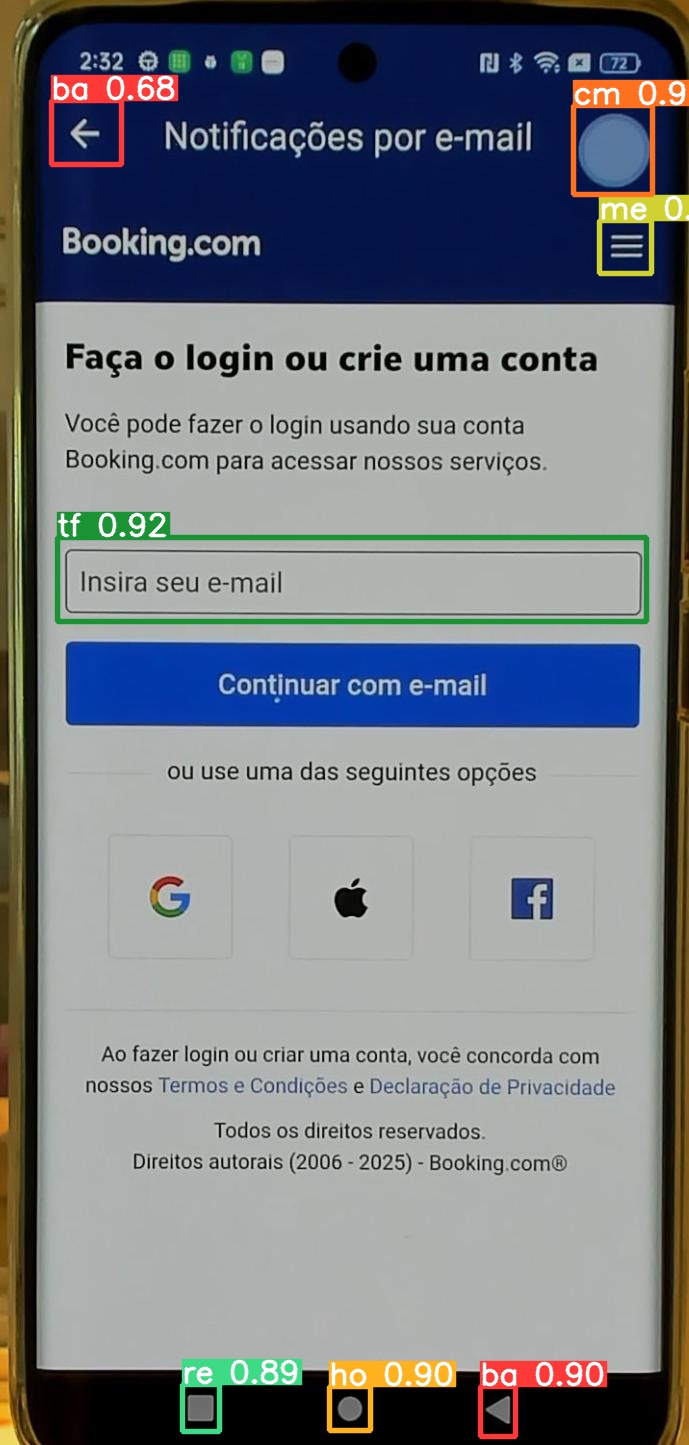 2:32
72
ba 0.68
cm 0.9
Notificações por e-mail
me 0.
Booking.com
Faça o login ou crie uma conta
Você pode fazer o login usando sua conta
Booking.com para acessar nossos serviços.
tf 0.92
Insira seu e-mail
Continuar com e-mail
ou use uma das seguintes opções
Ao fazer login ou criar uma conta, você concorda com
nossos Termos e Condições e Declaração de Privacidade
Todos os direitos reservados.
Direitos autorais (2006 - 2025) - Booking.com®
re 0.89
ho 0.90
ba 0.90